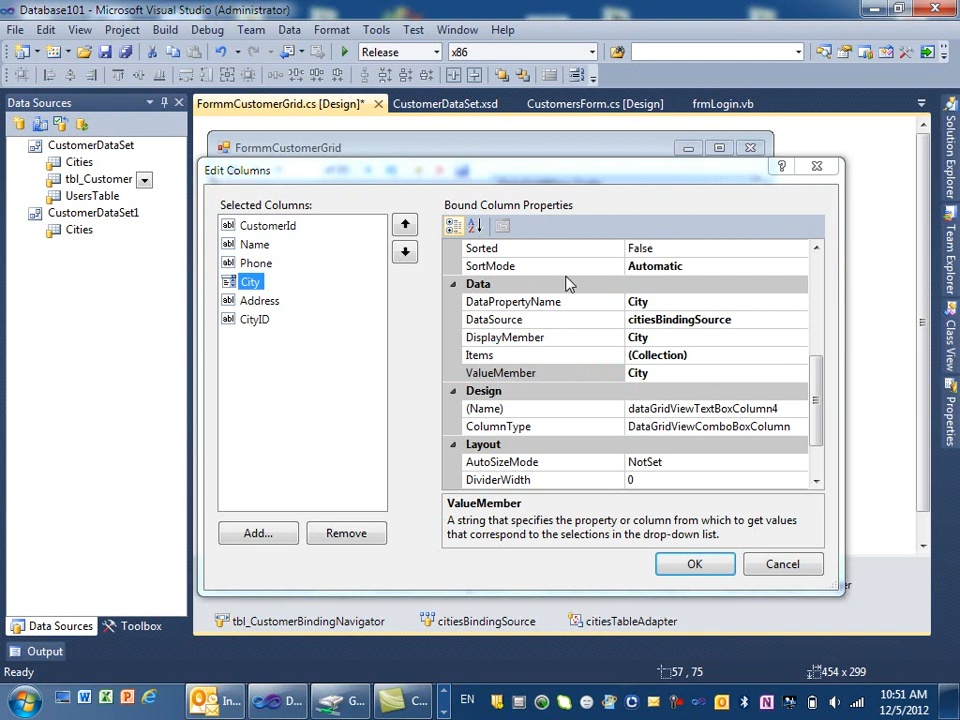 Database101 - Microsoft Visual Studio (Administrator)
File Edit View Project Build Debug Team Data Format Tools Test Window Help
Release x86
Data Sources
FormmCustomerGrid.cs [Design]* CustomerDataSet.xsd CustomersForm.cs [Design] frmLogin.vb
CustomerDataSet
Cities
tbl_Customer
UsersTable
CustomerDataSet1
Cities
FormmCustomerGrid
Edit Columns
Selected Columns:
CustomerId
Name
Phone
City
Address
CityID
Add... Remove
Bound Column Properties
Sorted False
SortMode Automatic
Data
DataPropertyName City
DataSource citiesBindingSource
DisplayMember City
Items (Collection)
ValueMember City
Design
(Name) dataGridViewTextBoxColumn4
ColumnType DataGridViewComboBoxColumn
Layout
AutoSizeMode NotSet
DividerWidth 0
ValueMember
A string that specifies the property or column from which to get values
that correspond to the selections in the drop-down list.
OK Cancel
tbl_CustomerBindingNavigator citiesBindingSource citiesTableAdapter
Solution Explorer
Team Explorer
Class View
Properties
Data Sources Toolbox
Output
Ready 57 , 75 454 x 299
In... D... G... C... EN
10:51 AM
12/5/2012